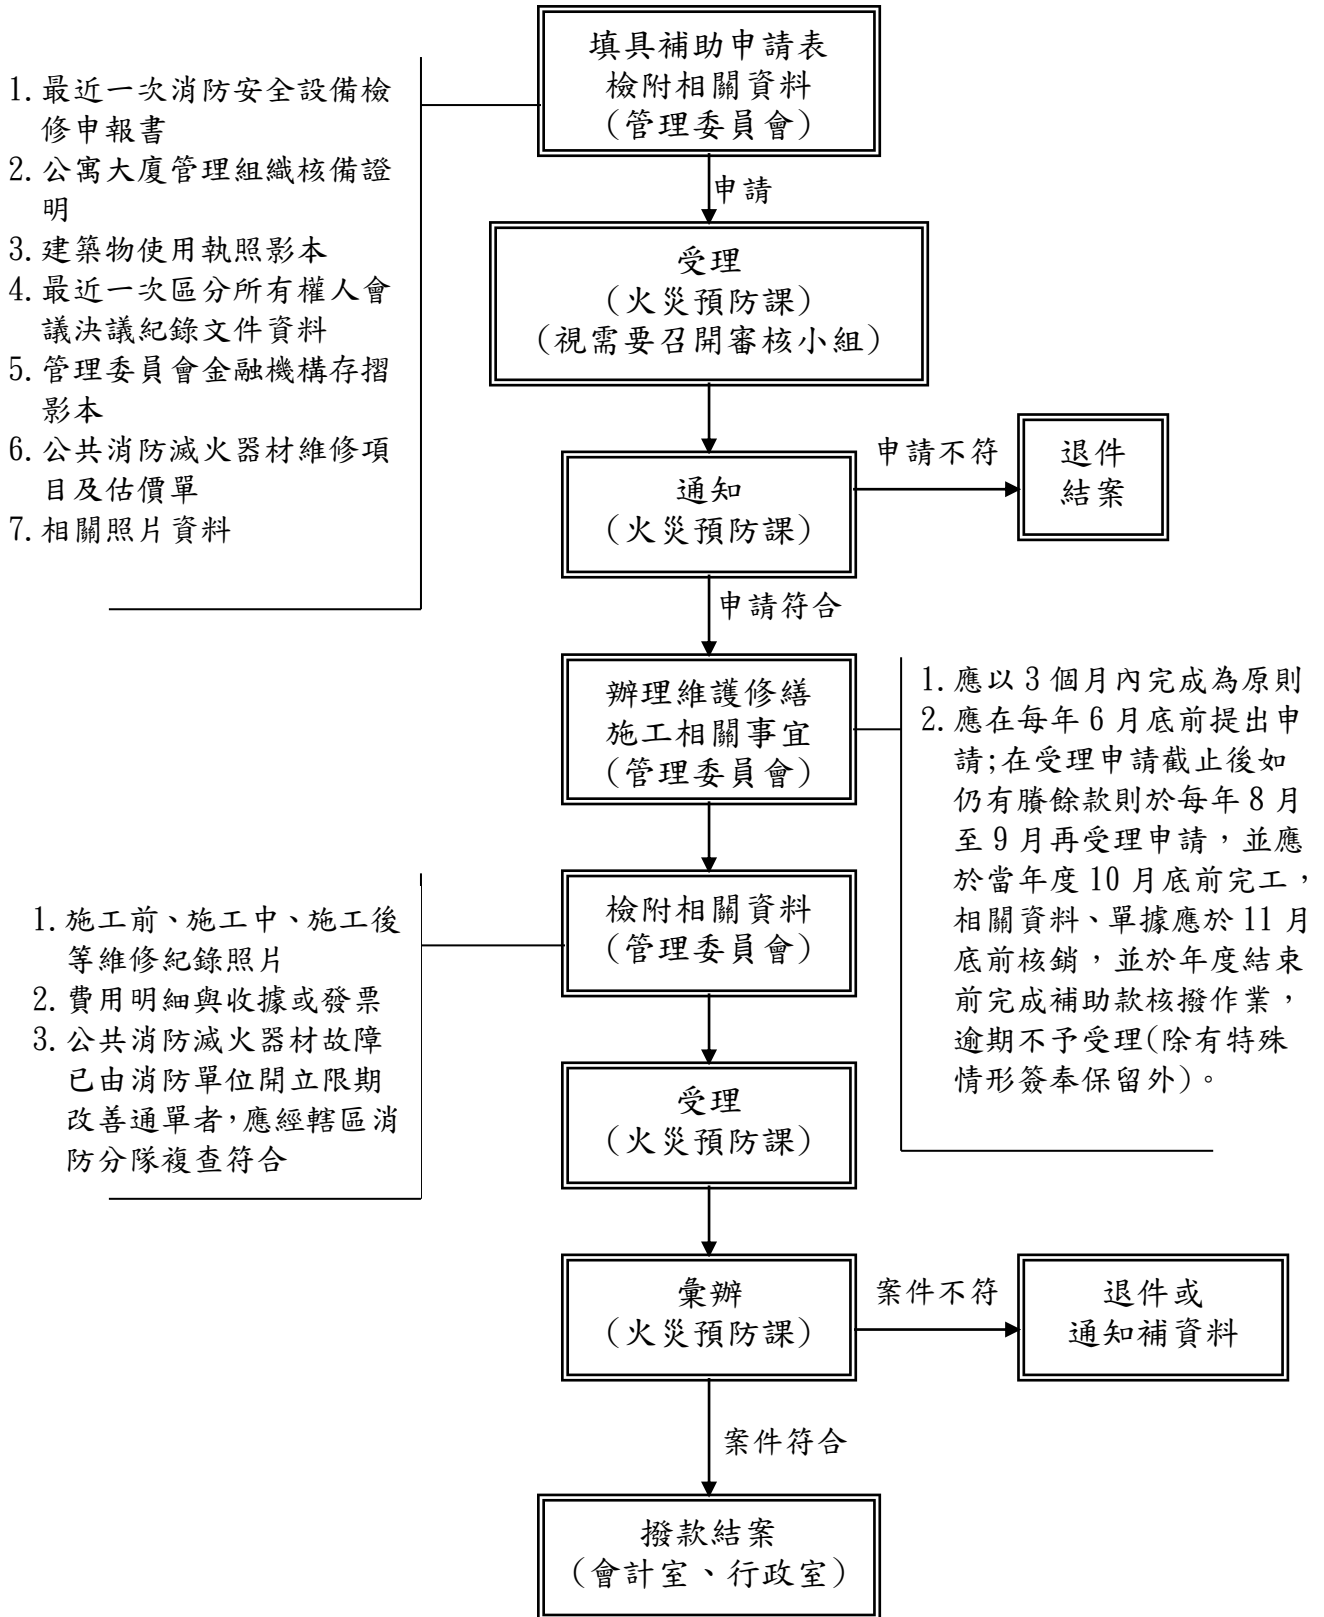 填具補助申請表
檢附相關資料
(管理委員會)
1. 最近一次消防安全設備檢
修申報書
2. 公寓大廈管理組織核備證
明
3. 建築物使用執照影本
4. 最近一次區分所有權人會
議決議紀錄文件資料
5. 管理委員會金融機構存摺
影本
6. 公共消防滅火器材維修項
目及估價單
7. 相關照片資料
申請
受理
(火災預防課)
(視需要召開審核小組)
通知
(火災預防課)
申請不符
退件
結案
申請符合
辦理維護修繕
施工相關事宜
(管理委員會)
1. 應以 3 個月內完成為原則
2. 應在每年 6 月底前提出申
請;在受理申請截止後如
仍有賸餘款則於每年 8 月
至 9 月再受理申請，並應
於當年度 10 月底前完工，
相關資料、單據應於 11 月
底前核銷，並於年度結束
前完成補助款核撥作業，
逾期不予受理(除有特殊
情形簽奉保留外)。
檢附相關資料
(管理委員會)
1. 施工前、施工中、施工後
等維修紀錄照片
2. 費用明細與收據或發票
3. 公共消防滅火器材故障
已由消防單位開立限期
改善通單者，應經轄區消
防分隊複查符合
受理
(火災預防課)
彙辦
(火災預防課)
案件不符
退件或
通知補資料
案件符合
撥款結案
(會計室、行政室)